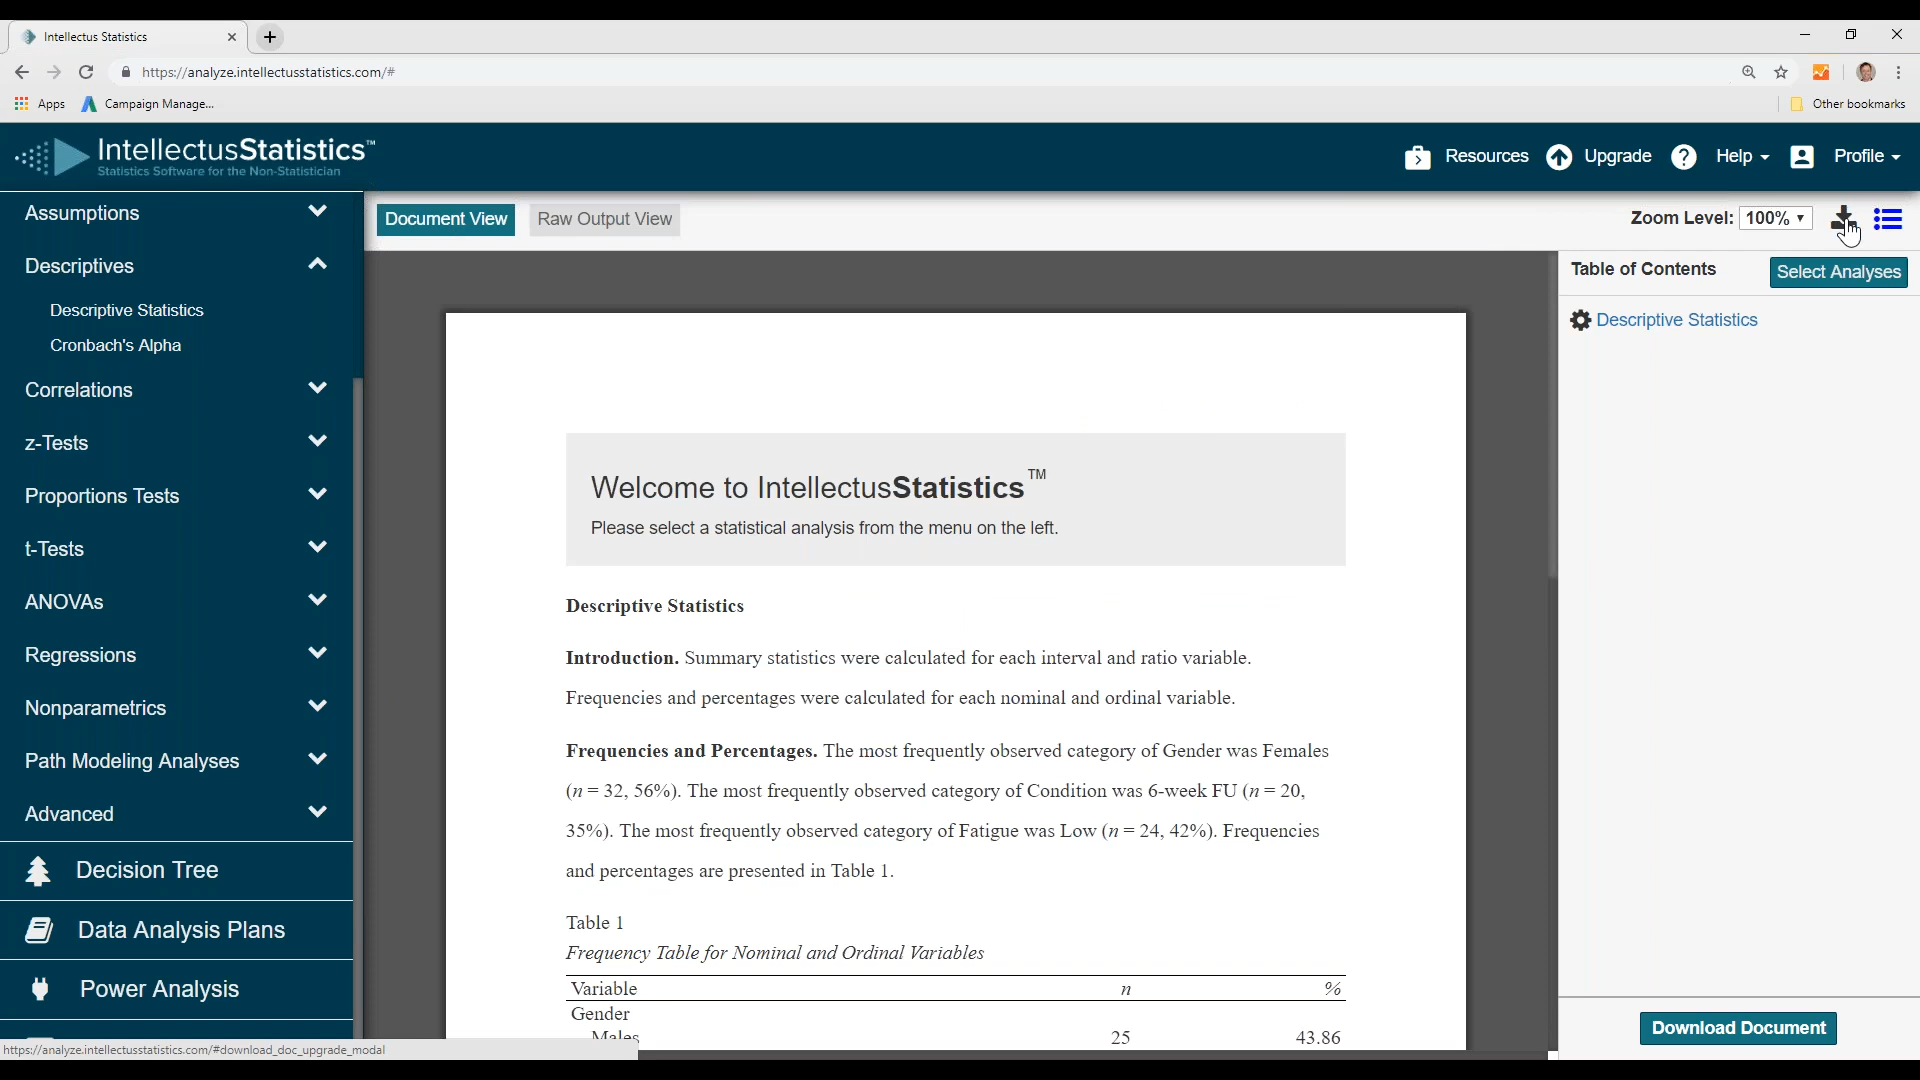 Intellectus Statistics
https://analyze.intellectusstatistics.com/#
Apps
Campaign Manage...
Other bookmarks
IntellectusStatistics™
Statistics Software for the Non-Statistician
Resources
Upgrade
Help
Profile
Assumptions
Descriptives
Descriptive Statistics
Cronbach's Alpha
Correlations
z-Tests
Proportions Tests
t-Tests
ANOVAs
Regressions
Nonparametrics
Path Modeling Analyses
Advanced
Decision Tree
Data Analysis Plans
Power Analysis
Document View
Raw Output View
Zoom Level: 100%
Welcome to IntellectusStatistics™
Please select a statistical analysis from the menu on the left.
Descriptive Statistics
Introduction. Summary statistics were calculated for each interval and ratio variable.
Frequencies and percentages were calculated for each nominal and ordinal variable.
Frequencies and Percentages. The most frequently observed category of Gender was Females
(n = 32, 56%). The most frequently observed category of Condition was 6-week FU (n = 20,
35%). The most frequently observed category of Fatigue was Low (n = 24, 42%). Frequencies
and percentages are presented in Table 1.
Table 1
Frequency Table for Nominal and Ordinal Variables
Variable n %
Gender
Males 25 43.86
Table of Contents
Select Analyses
Descriptive Statistics
Download Document
https://analyze.intellectusstatistics.com/#download_doc_upgrade_modal